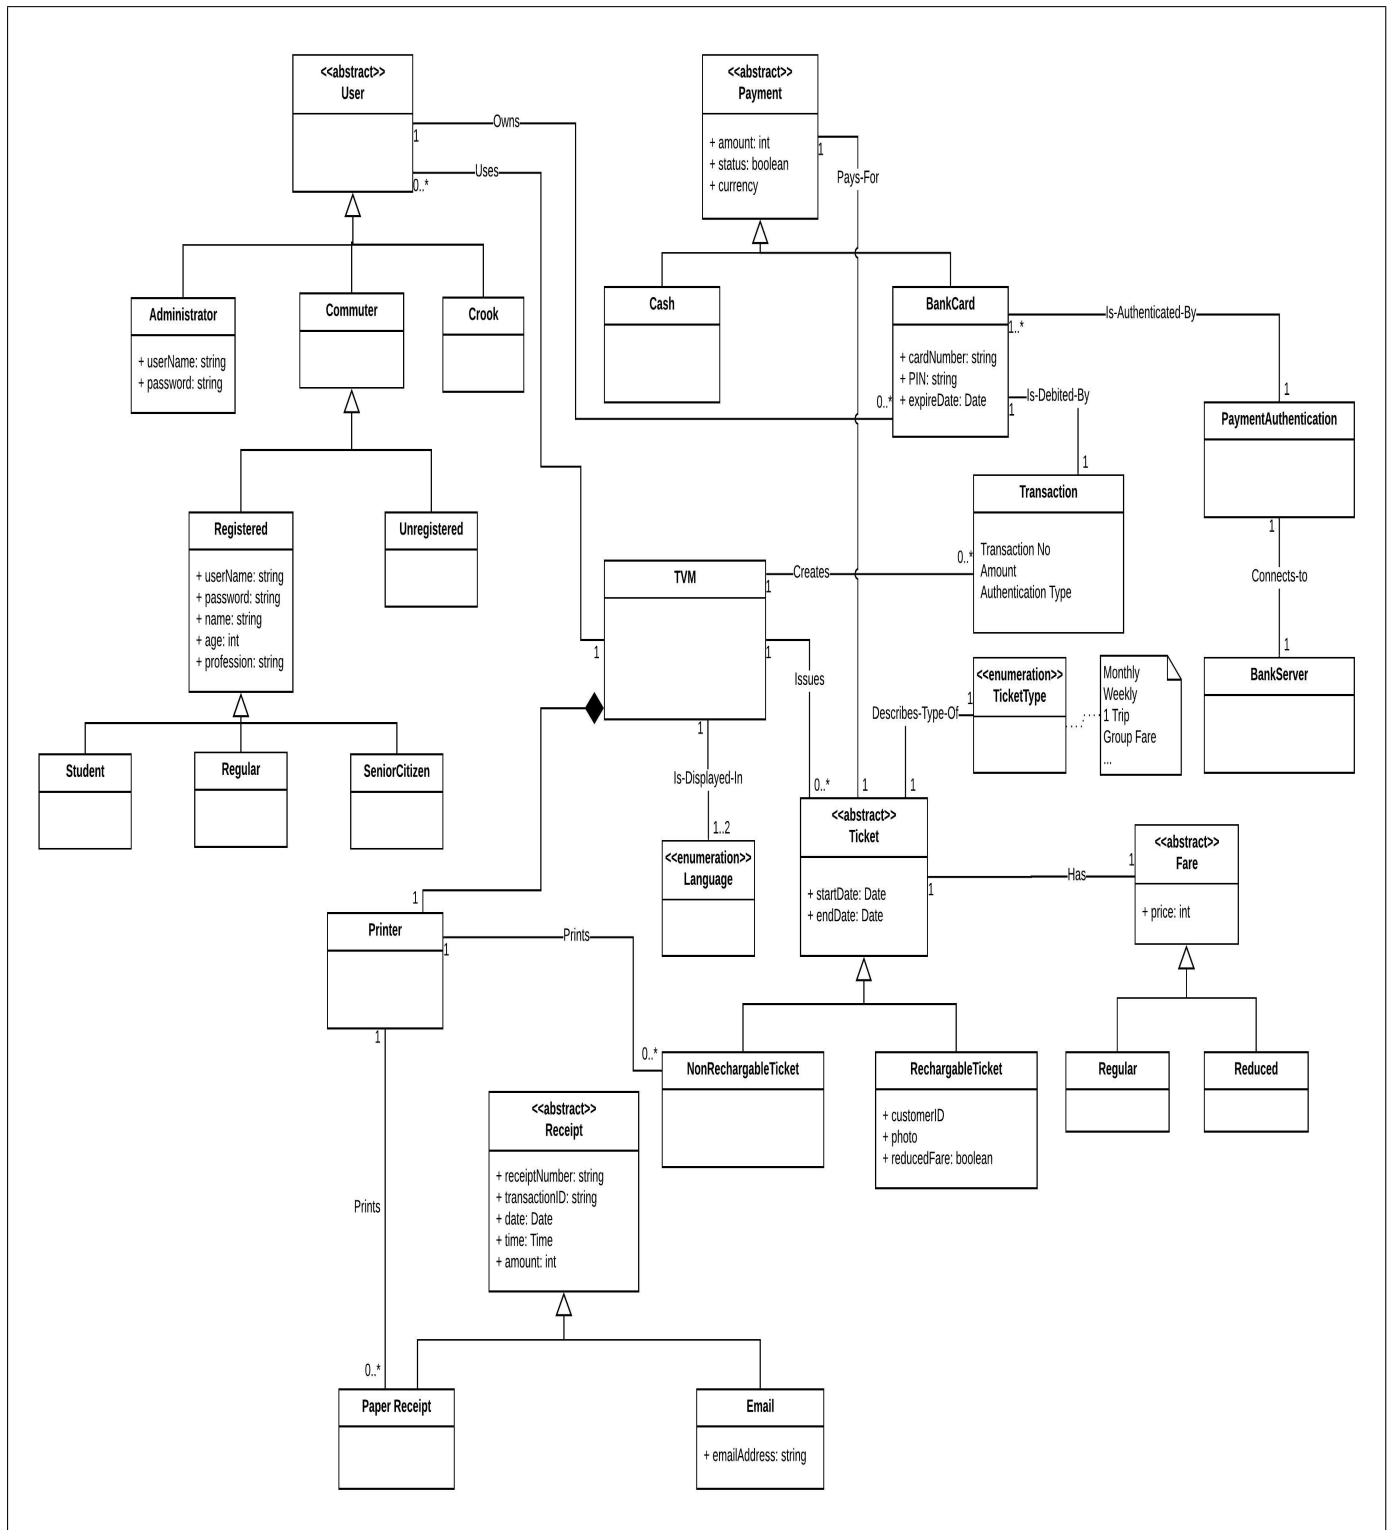 <<abstract>>
User
1
Owns
0..*
Uses
<<abstract>>
Payment
+ amount: int
+ status: boolean
+ currency
1
Pays-For
Administrator
+ userName: string
+ password: string
Commuter
Crook
Cash
BankCard
+ cardNumber: string
+ PIN: string
+ expireDate: Date
1..*
Is-Authenticated-By
1
0..*
1
Is-Debited-By
1
PaymentAuthentication
1
Connects-to
1
BankServer
Registered
+ userName: string
+ password: string
+ name: string
+ age: int
+ profession: string
Unregistered
Transaction
Transaction No
Amount
Authentication Type
0..*
Creates
1
TVM
1
1
Issues
<<enumeration>>
TicketType
1
Describes-Type-Of
Monthly
Weekly
1 Trip
Group Fare
...
Student
Regular
SeniorCitizen
1
Is-Displayed-In
1..2
<<enumeration>>
Language
0..*
1
1
<<abstract>>
Ticket
+ startDate: Date
+ endDate: Date
1
Has
1
<<abstract>>
Fare
+ price: int
1
Printer
1
Prints
0..*
1
NonRechargableTicket
RechargableTicket
+ customerID
+ photo
+ reducedFare: boolean
Regular
Reduced
<<abstract>>
Receipt
+ receiptNumber: string
+ transactionID: string
+ date: Date
+ time: Time
+ amount: int
Prints
0..*
Paper Receipt
Email
+ emailAddress: string